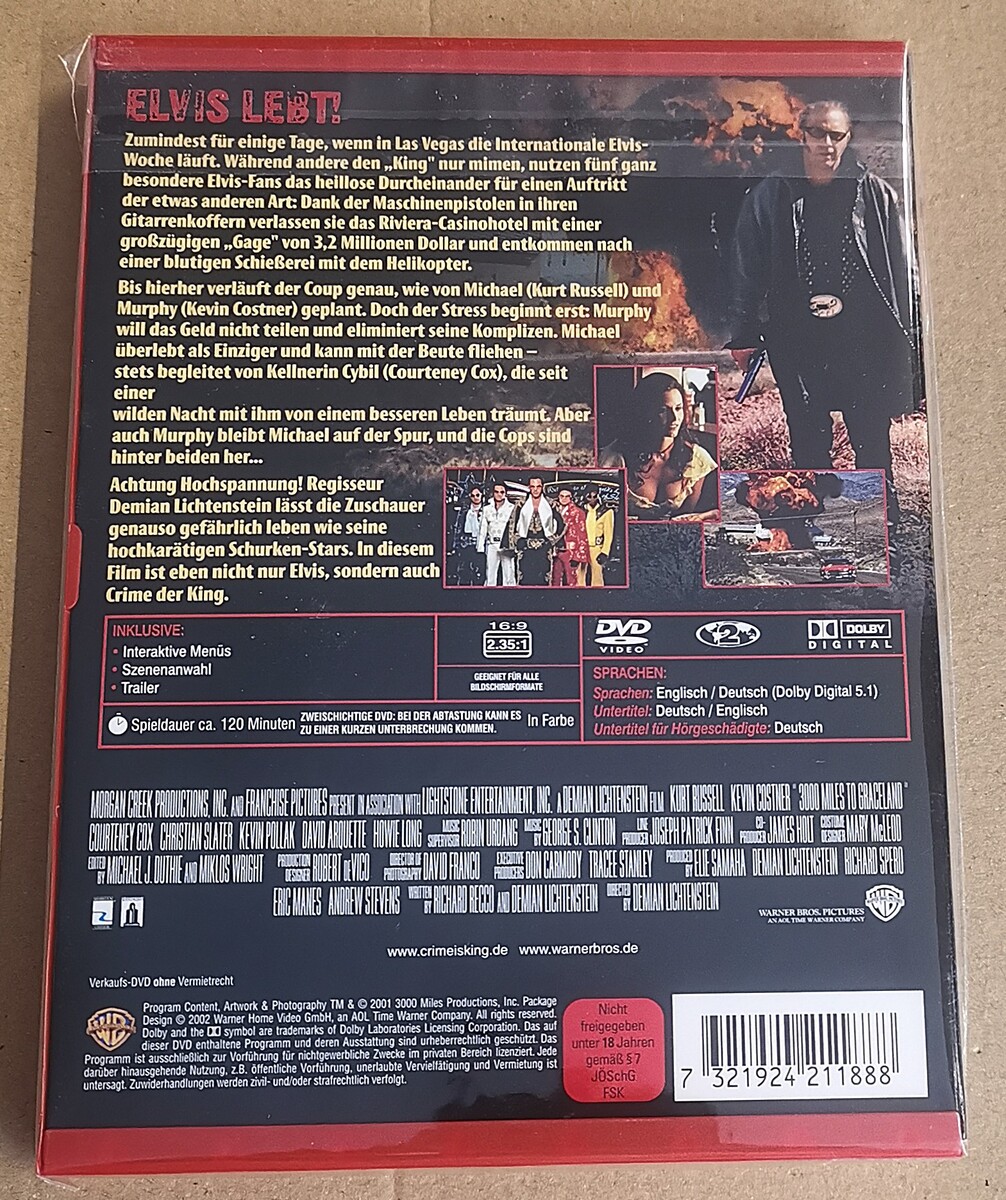 ELVIS LEBT!
Zumindest für einige Tage, wenn in Las Vegas die Internationale Elvis-
Woche läuft. Während andere den „King" nur mimen, nutzen fünf ganz
besondere Elvis-Fans das heillose Durcheinander für einen Auftritt
der etwas anderen Art: Dank der Maschinenpistolen in ihren
Gitarrenkoffern verlassen sie das Riviera-Casinohotel mit einer
großzügigen „Gage" von 3,2 Millionen Dollar und entkommen nach
einer blutigen Schießerei mit dem Helikopter.
Bis hierher verläuft der Coup genau, wie von Michael (Kurt Russell) und
Murphy (Kevin Costner) geplant. Doch der Stress beginnt erst: Murphy
will das Geld nicht teilen und eliminiert seine Komplizen. Michael
überlebt als Einziger und kann mit der Beute fliehen –
stets begleitet von Kellnerin Cybil (Courteney Cox), die seit
einer
wilden Nacht mit ihm von einem besseren Leben träumt. Aber
auch Murphy bleibt Michael auf der Spur, und die Cops sind
hinter beiden her...
Achtung Hochspannung! Regisseur
Demian Lichtenstein lässt die Zuschauer
genauso gefährlich leben wie seine
hochkarätigen Schurken-Stars. In diesem
Film ist eben nicht nur Elvis, sondern auch
Crime der King.
INKLUSIVE:
• Interaktive Menüs
• Szenenanwahl
• Trailer
16:9
2.35:1
GEEIGNET FÜR ALLE
BILDSCHIRMFORMATE
DVD
VIDEO
2
DOLBY
DIGITAL
SPRACHEN:
Sprachen: Englisch / Deutsch (Dolby Digital 5.1)
Untertitel: Deutsch / Englisch
Untertitel für Hörgeschädigte: Deutsch
Spieldauer ca. 120 Minuten
ZWEISCHICHTIGE DVD: BEI DER ABTASTUNG KANN ES
ZU EINER KURZEN UNTERBRECHUNG KOMMEN.
In Farbe
MORGAN CREEK PRODUCTIONS, INC. AND FRANCHISE PICTURES PRESENT IN ASSOCIATION WITH LIGHTSTONE ENTERTAINMENT, INC. A DEMIAN LICHTENSTEIN FILM KURT RUSSELL KEVIN COSTNER "3000 MILES TO GRACELAND"
COURTENEY COX CHRISTIAN SLATER KEVIN POLLAK DAVID ARQUETTE HOWIE LONG MUSIC SUPERVISOR ROBIN URDANG MUSIC BY GEORGE S. CLINTON LINE PRODUCER JOSEPH PATRICK FINN CO-PRODUCER JAMES HOLT COSTUME DESIGNER MARY McLEOD
EDITED BY MICHAEL J. DUTHIE AND MIKLOS WRIGHT PRODUCTION DESIGNER ROBERT DE VICO DIRECTOR OF PHOTOGRAPHY DAVID FRANCO EXECUTIVE PRODUCERS DON CARMODY TRACEE STANLEY PRODUCED BY ELIE SAMAHA DEMIAN LICHTENSTEIN RICHARD SPERO
ERIC MANES ANDREW STEVENS WRITTEN BY RICHARD RECCO AND DEMIAN LICHTENSTEIN DIRECTED BY DEMIAN LICHTENSTEIN
WARNER BROS. PICTURES
AN AOL TIME WARNER COMPANY
www.crimeisking.de www.warnerbros.de
Verkaufs-DVD ohne Vermietrecht
Program Content, Artwork & Photography TM & © 2001 3000 Miles Productions, Inc. Package
Design © 2002 Warner Home Video GmbH, an AOL Time Warner Company. All rights reserved.
Dolby and the symbol are trademarks of Dolby Laboratories Licensing Corporation. Das auf
dieser DVD enthaltene Programm und deren Ausstattung sind urheberrechtlich geschützt. Das
Programm ist ausschließlich zur Vorführung für nichtgewerbliche Zwecke im privaten Bereich lizenziert. Jede
darüber hinausgehende Nutzung, z.B. öffentliche Vorführung, unerlaubte Vervielfältigung und Vermietung ist
untersagt. Zuwiderhandlungen werden zivil- und/oder strafrechtlich verfolgt.
Nicht
freigegeben
unter 18 Jahren
gemäß § 7
JÖSchG
FSK
7 321924 211888